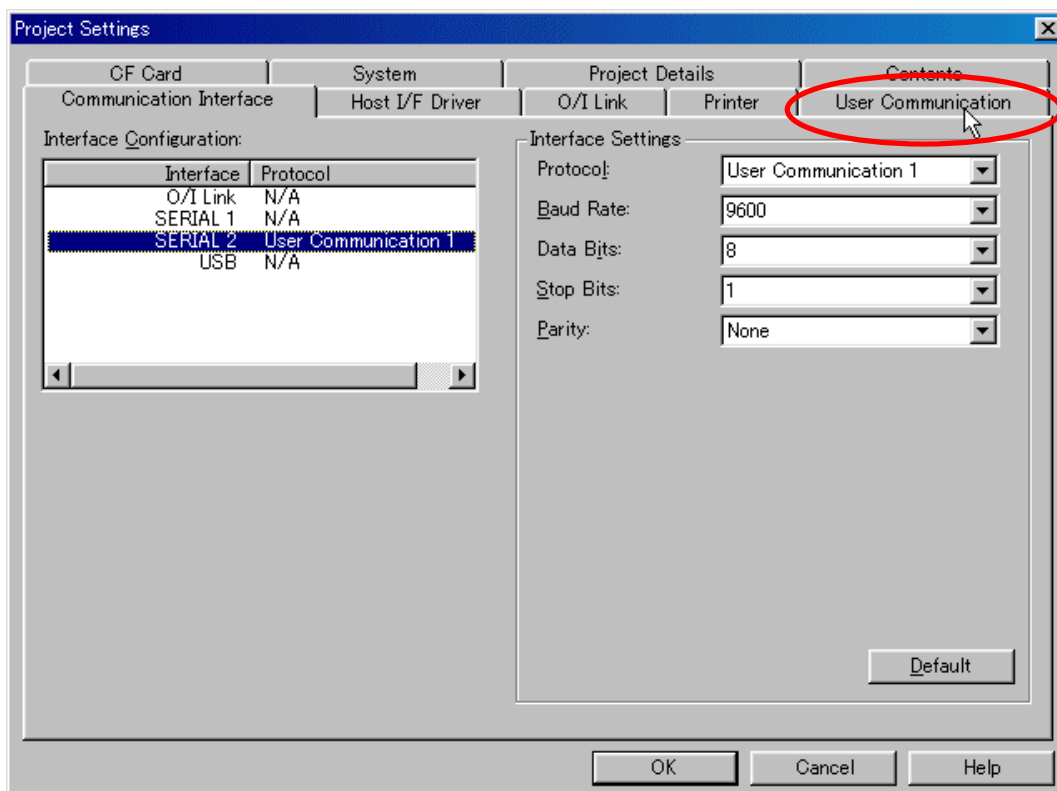 Project Settings
CF Card System Project Details Contents
Communication Interface Host I/F Driver O/I Link Printer User Communication
Interface Configuration:
Interface Protocol
O/I Link N/A
SERIAL 1 N/A
SERIAL 2 User Communication 1
USB N/A
Interface Settings
Protocol: User Communication 1
Baud Rate: 9600
Data Bits: 8
Stop Bits: 1
Parity: None
Default
OK Cancel Help